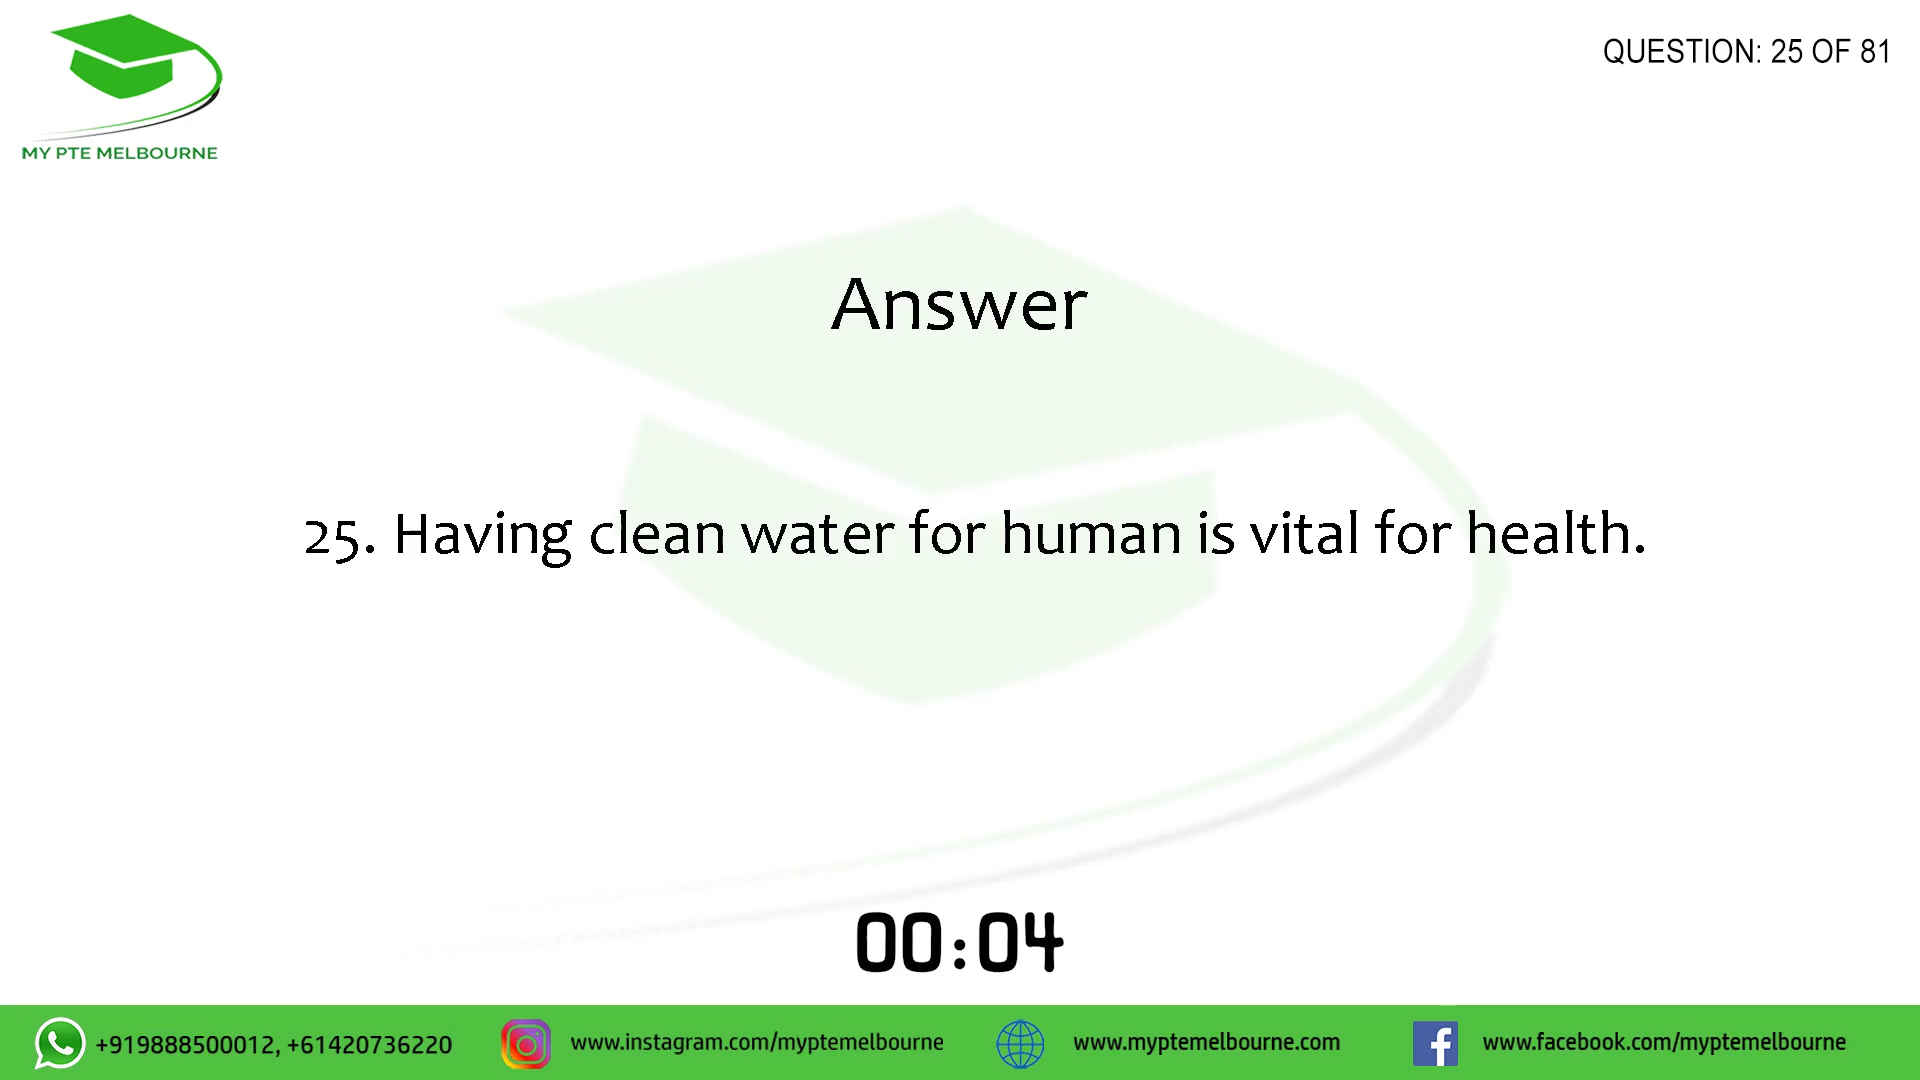 MY PTE MELBOURNE
QUESTION: 25 OF 81
Answer
25. Having clean water for human is vital for health.
00:04
+919888500012, +61420736220
www.instagram.com/myptemelbourne
www.myptemelbourne.com
www.facebook.com/myptemelbourne